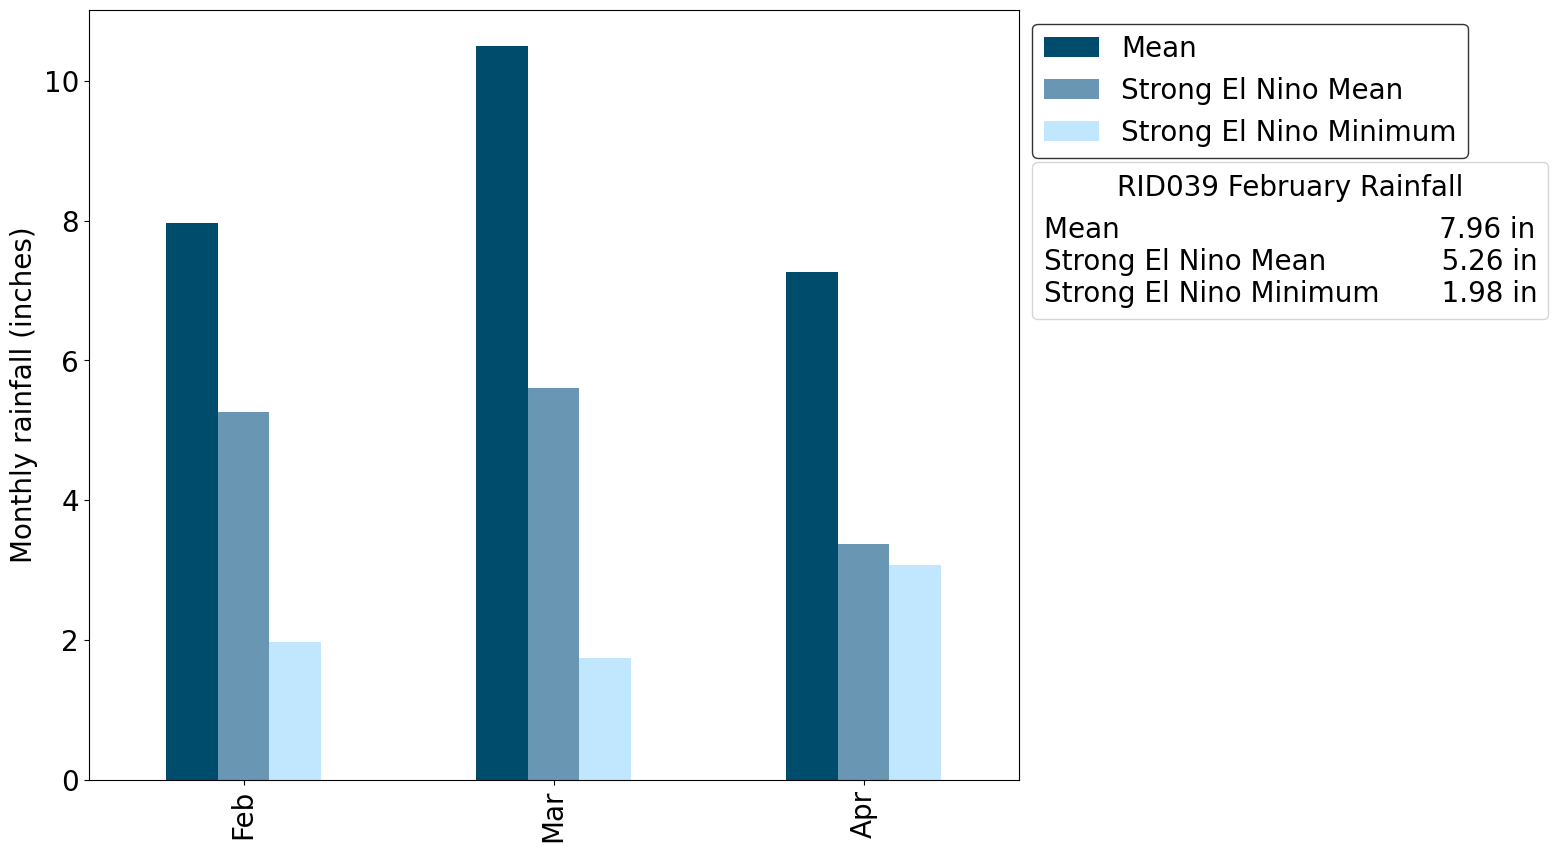 Monthly rainfall (inches)
10
8
6
4
2
0
Feb
Mar
Apr
Mean
Strong El Nino Mean
Strong El Nino Minimum
RID039 February Rainfall
Mean 7.96 in
Strong El Nino Mean 5.26 in
Strong El Nino Minimum 1.98 in